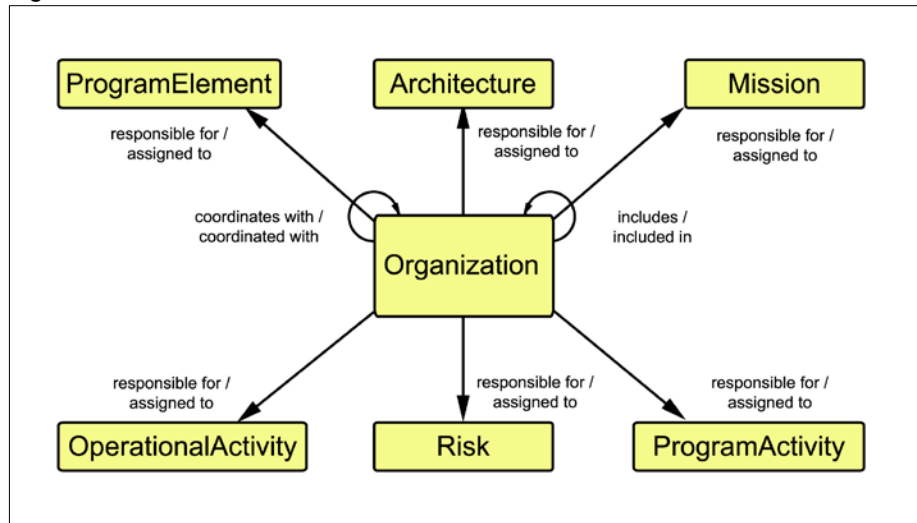 ProgramElement
Architecture
Mission
responsible for /
assigned to
responsible for /
assigned to
responsible for /
assigned to
coordinates with /
coordinated with
includes /
included in
Organization
responsible for /
assigned to
responsible for /
assigned to
responsible for /
assigned to
OperationalActivity
Risk
ProgramActivity